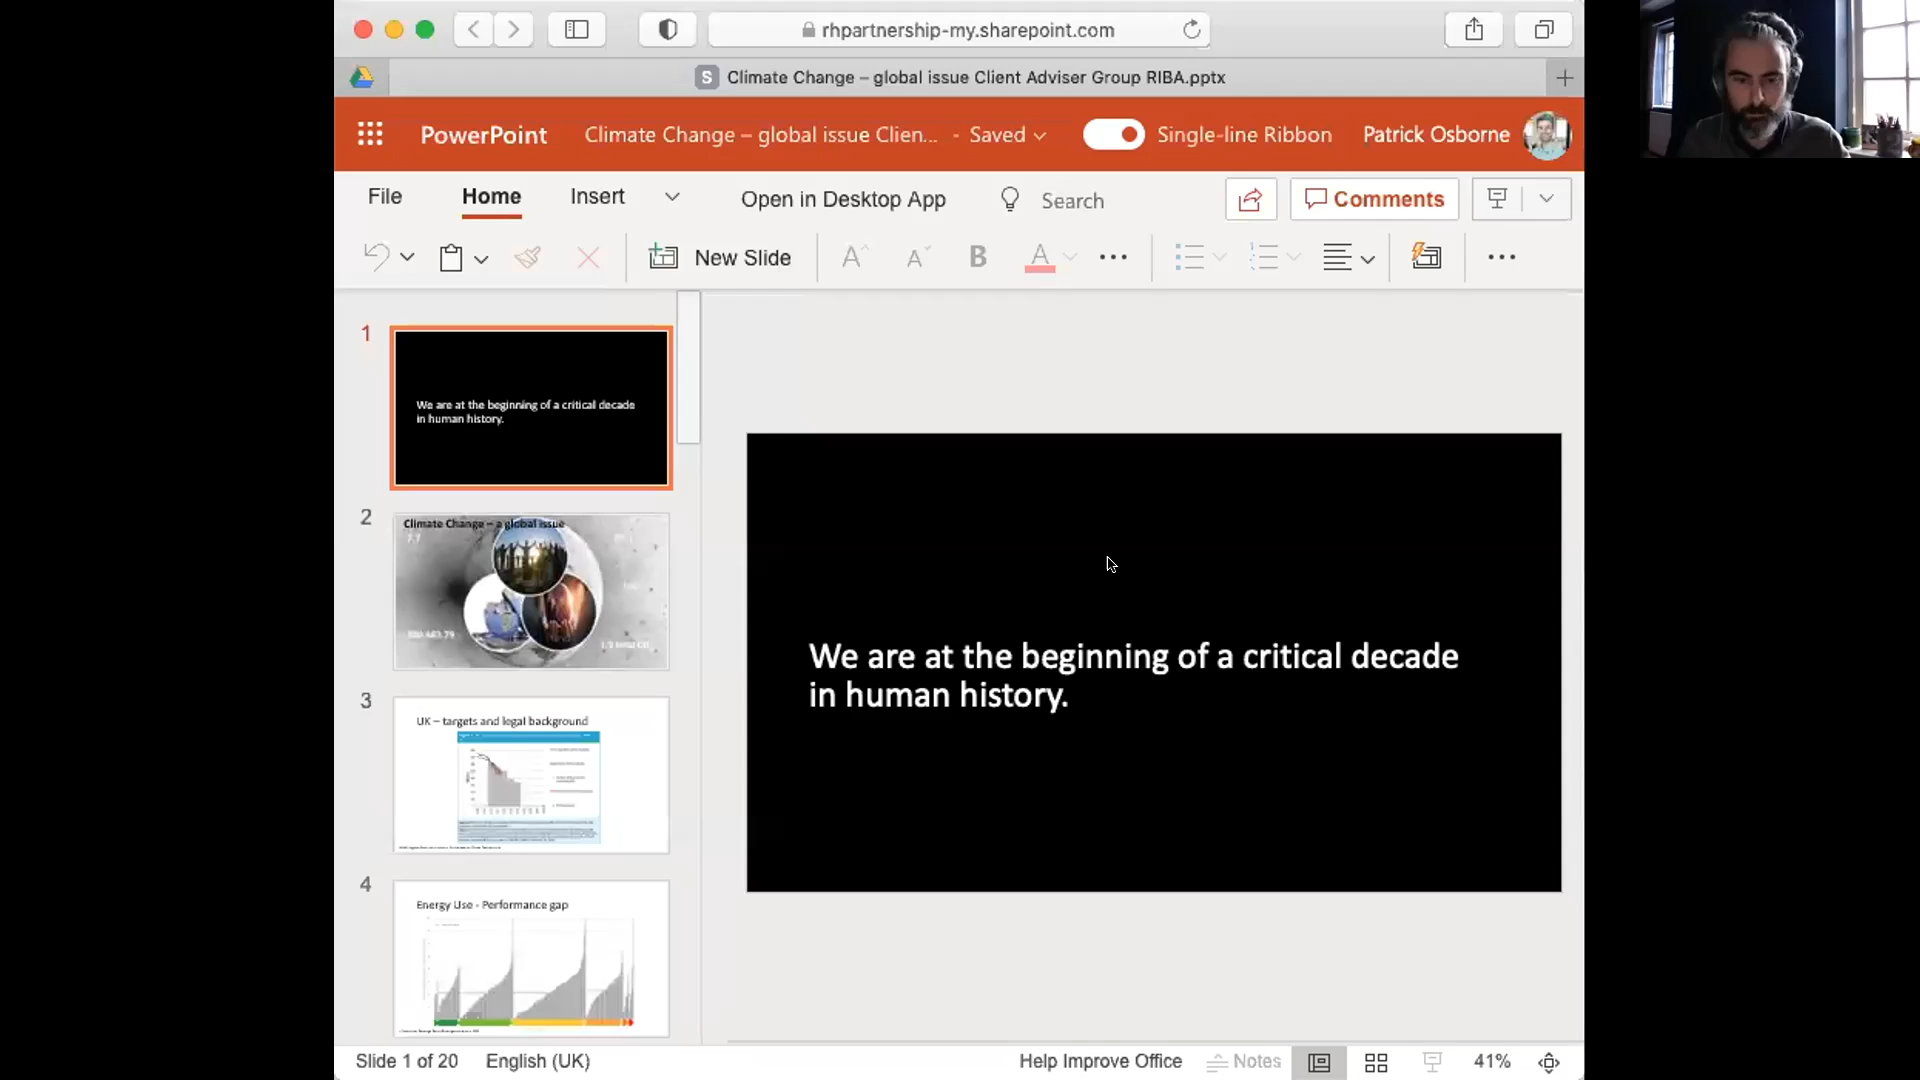 rhpartnership-my.sharepoint.com
S Climate Change – global issue Client Adviser Group RIBA.pptx
PowerPoint
Climate Change – global issue Clien... - Saved
Single-line Ribbon
Patrick Osborne
File
Home
Insert
Open in Desktop App
Search
Comments
New Slide
1
We are at the beginning of a critical decade
in human history.
2
Climate Change – a global issue
3
UK – targets and legal background
4
Energy Use - Performance gap
We are at the beginning of a critical decade
in human history.
Slide 1 of 20
English (UK)
Help Improve Office
Notes
41%